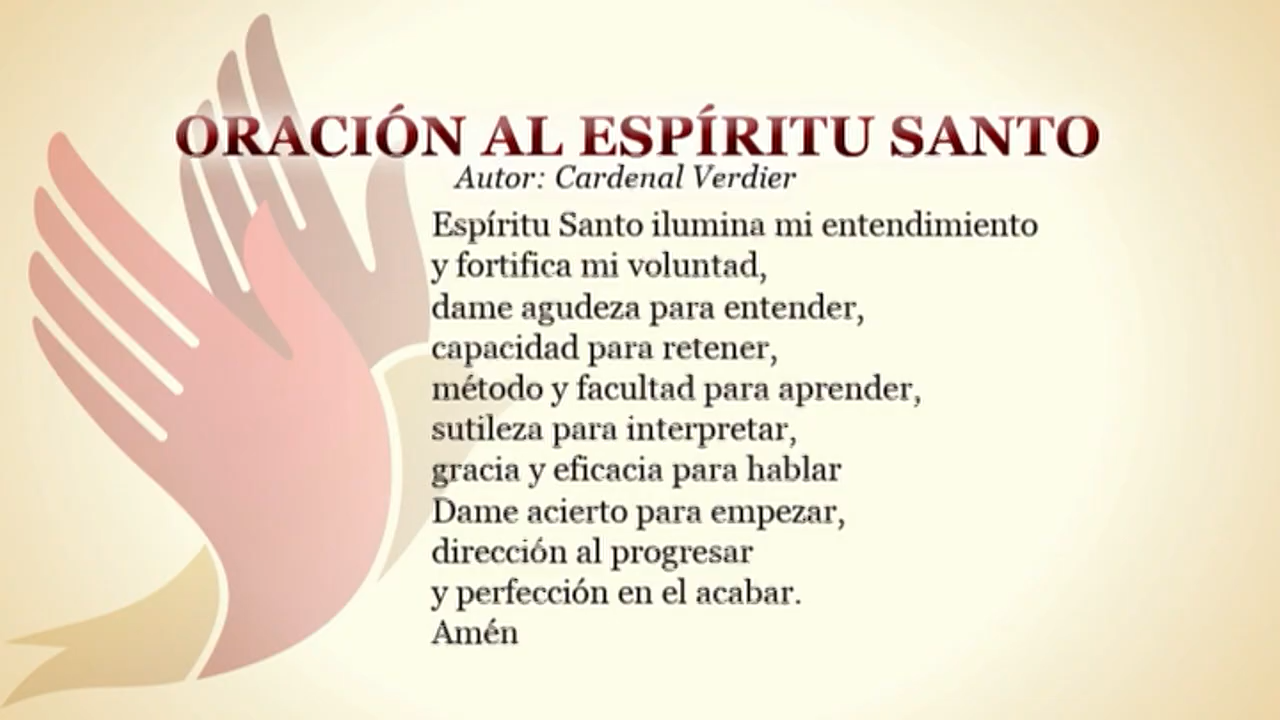 ORACIÓN AL ESPÍRITU SANTO
Autor: Cardenal Verdier
Espíritu Santo ilumina mi entendimiento
y fortifica mi voluntad,
dame agudeza para entender,
capacidad para retener,
método y facultad para aprender,
sutileza para interpretar,
gracia y eficacia para hablar
Dame acierto para empezar,
dirección al progresar
y perfección en el acabar.
Amén